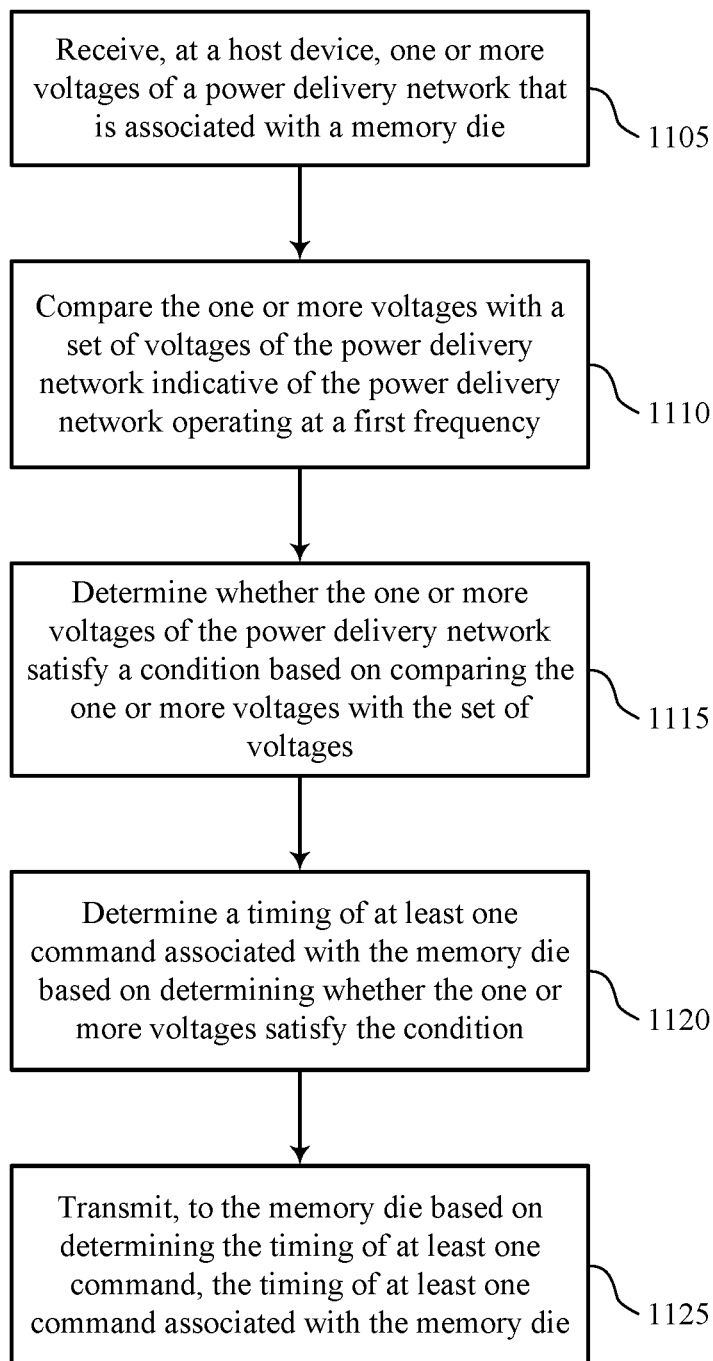 Receive, at a host device, one or more
voltages of a power delivery network that
is associated with a memory die
1105
Compare the one or more voltages with a
set of voltages of the power delivery
network indicative of the power delivery
network operating at a first frequency
1110
Determine whether the one or more
voltages of the power delivery network
satisfy a condition based on comparing the
one or more voltages with the set of
voltages
1115
Determine a timing of at least one
command associated with the memory die
based on determining whether the one or
more voltages satisfy the condition
1120
Transmit, to the memory die based on
determining the timing of at least one
command, the timing of at least one
command associated with the memory die
1125